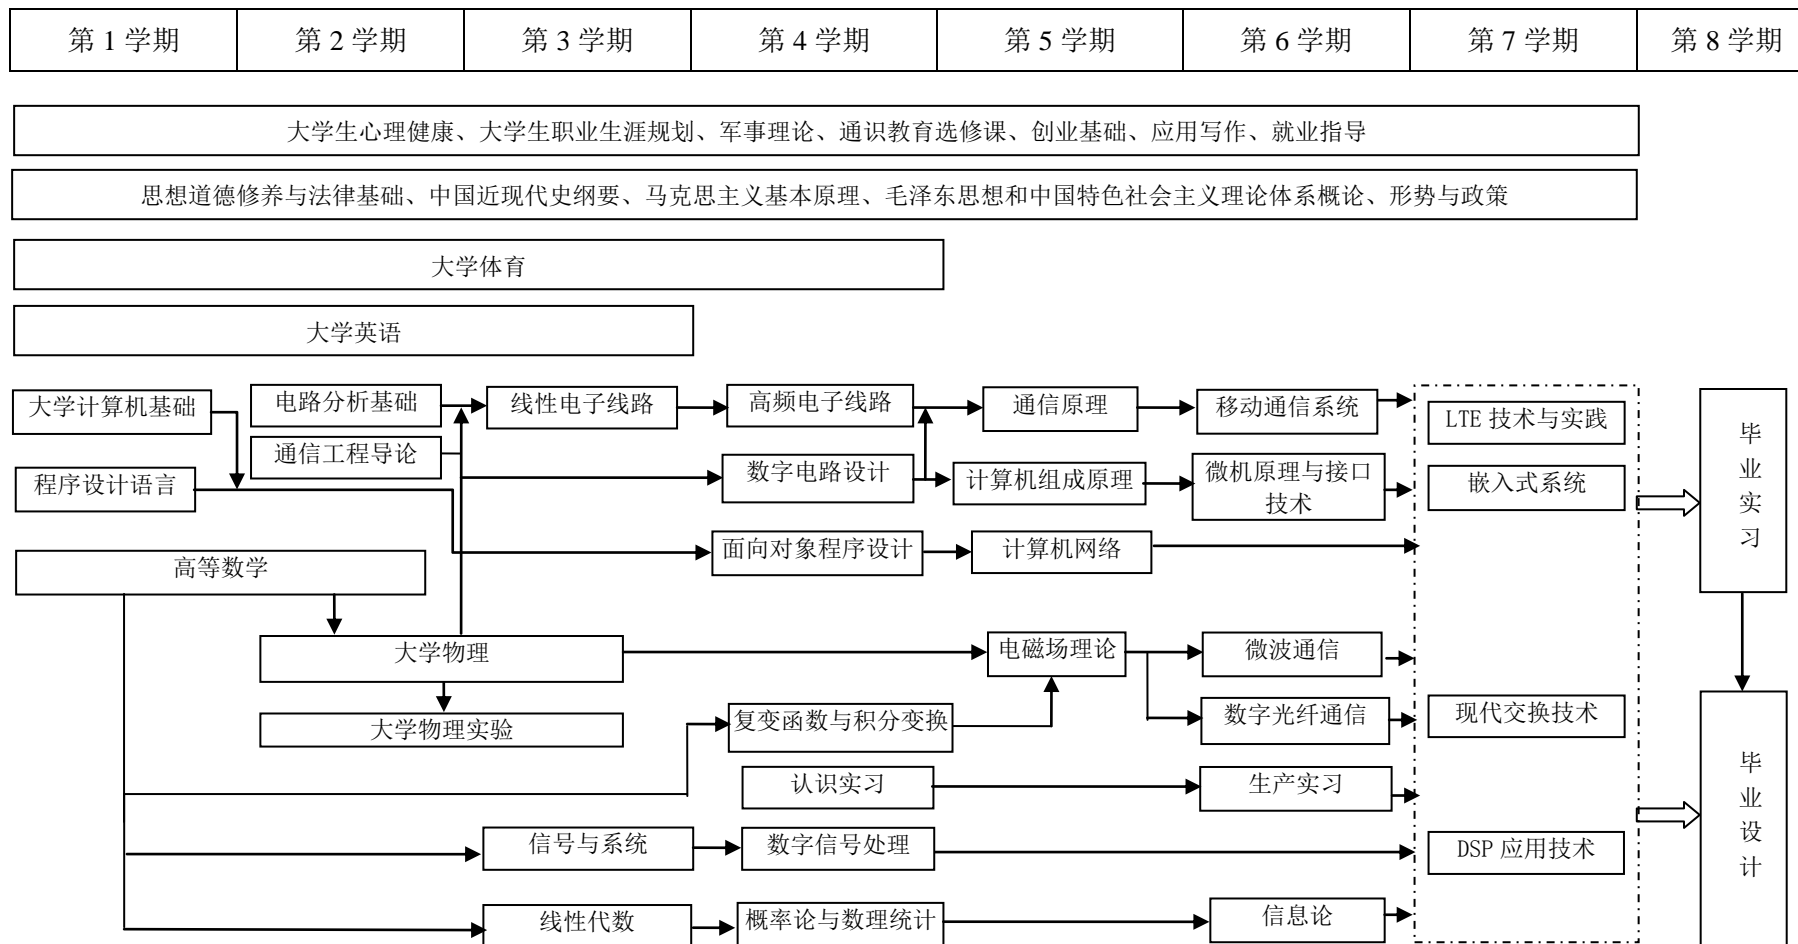 第 1 学期
第 2 学期
第 3 学期
第 4 学期
第 5 学期
第 6 学期
第 7 学期
第 8 学期
大学生心理健康、大学生职业生涯规划、军事理论、通识教育选修课、创业基础、应用写作、就业指导
思想道德修养与法律基础、中国近现代史纲要、马克思主义基本原理、毛泽东思想和中国特色社会主义理论体系概论、形势与政策
大学体育
大学英语
大学计算机基础
电路分析基础
线性电子线路
高频电子线路
通信原理
移动通信系统
LTE 技术与实践
通信工程导论
程序设计语言
数字电路设计
计算机组成原理
微机原理与接口
技术
嵌入式系统
毕
业
实
习
面向对象程序设计
计算机网络
高等数学
大学物理
电磁场理论
微波通信
大学物理实验
复变函数与积分变换
数字光纤通信
现代交换技术
认识实习
生产实习
毕
业
设
计
信号与系统
数字信号处理
DSP 应用技术
线性代数
概率论与数理统计
信息论